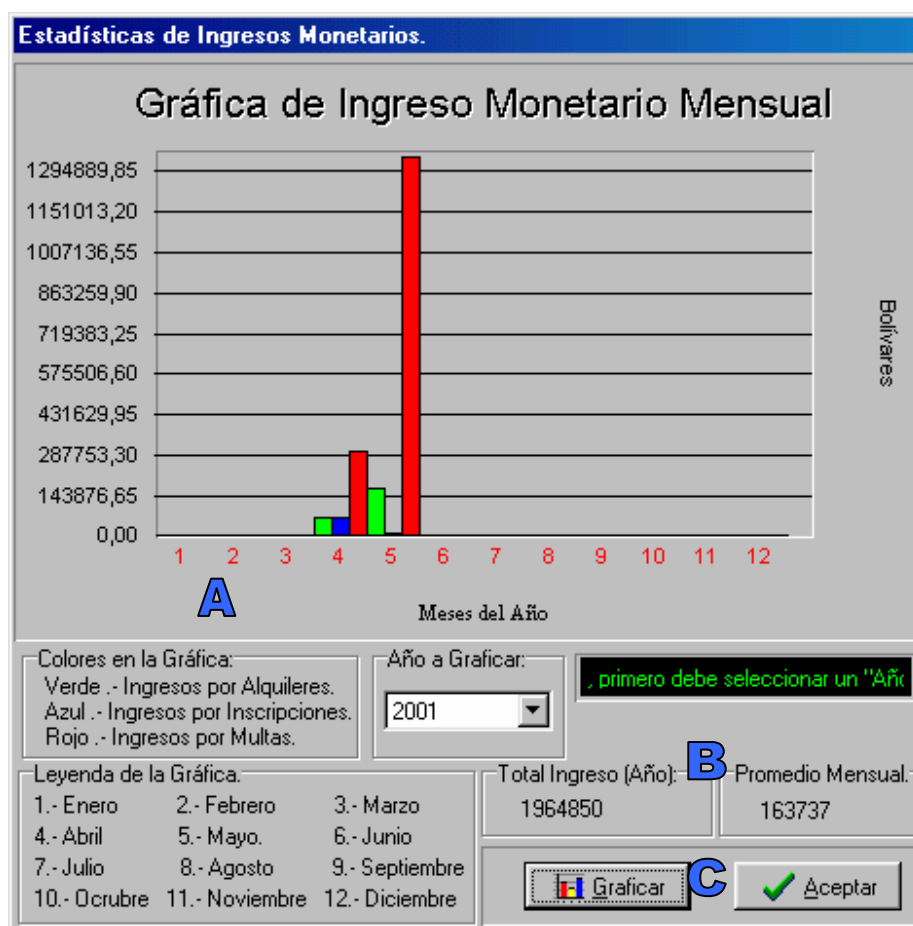 Estadísticas de Ingresos Monetarios.
Gráfica de Ingreso Monetario Mensual
1294889,85
1151013,20
1007136,55
863259,90
719383,25
575506,60
431629,95
287753,30
143876,65
0,00
Bolívares
1 2 3 4 5 6 7 8 9 10 11 12
A
Meses del Año
Colores en la Gráfica:
Verde .- Ingresos por Alquileres.
Azul .- Ingresos por Inscripciones.
Rojo .- Ingresos por Multas.
Año a Graficar:
2001
, primero debe seleccionar un "Año
B
Leyenda de la Gráfica:
1.- Enero 2.- Febrero 3.- Marzo
4.- Abril 5.- Mayo. 6.- Junio
7.- Julio 8.- Agosto 9.- Septiembre
10.- Ocrubre 11.- Noviembre 12.- Diciembre
Total Ingreso (Año):
1964850
Promedio Mensual.
163737
Graficar
C
Aceptar